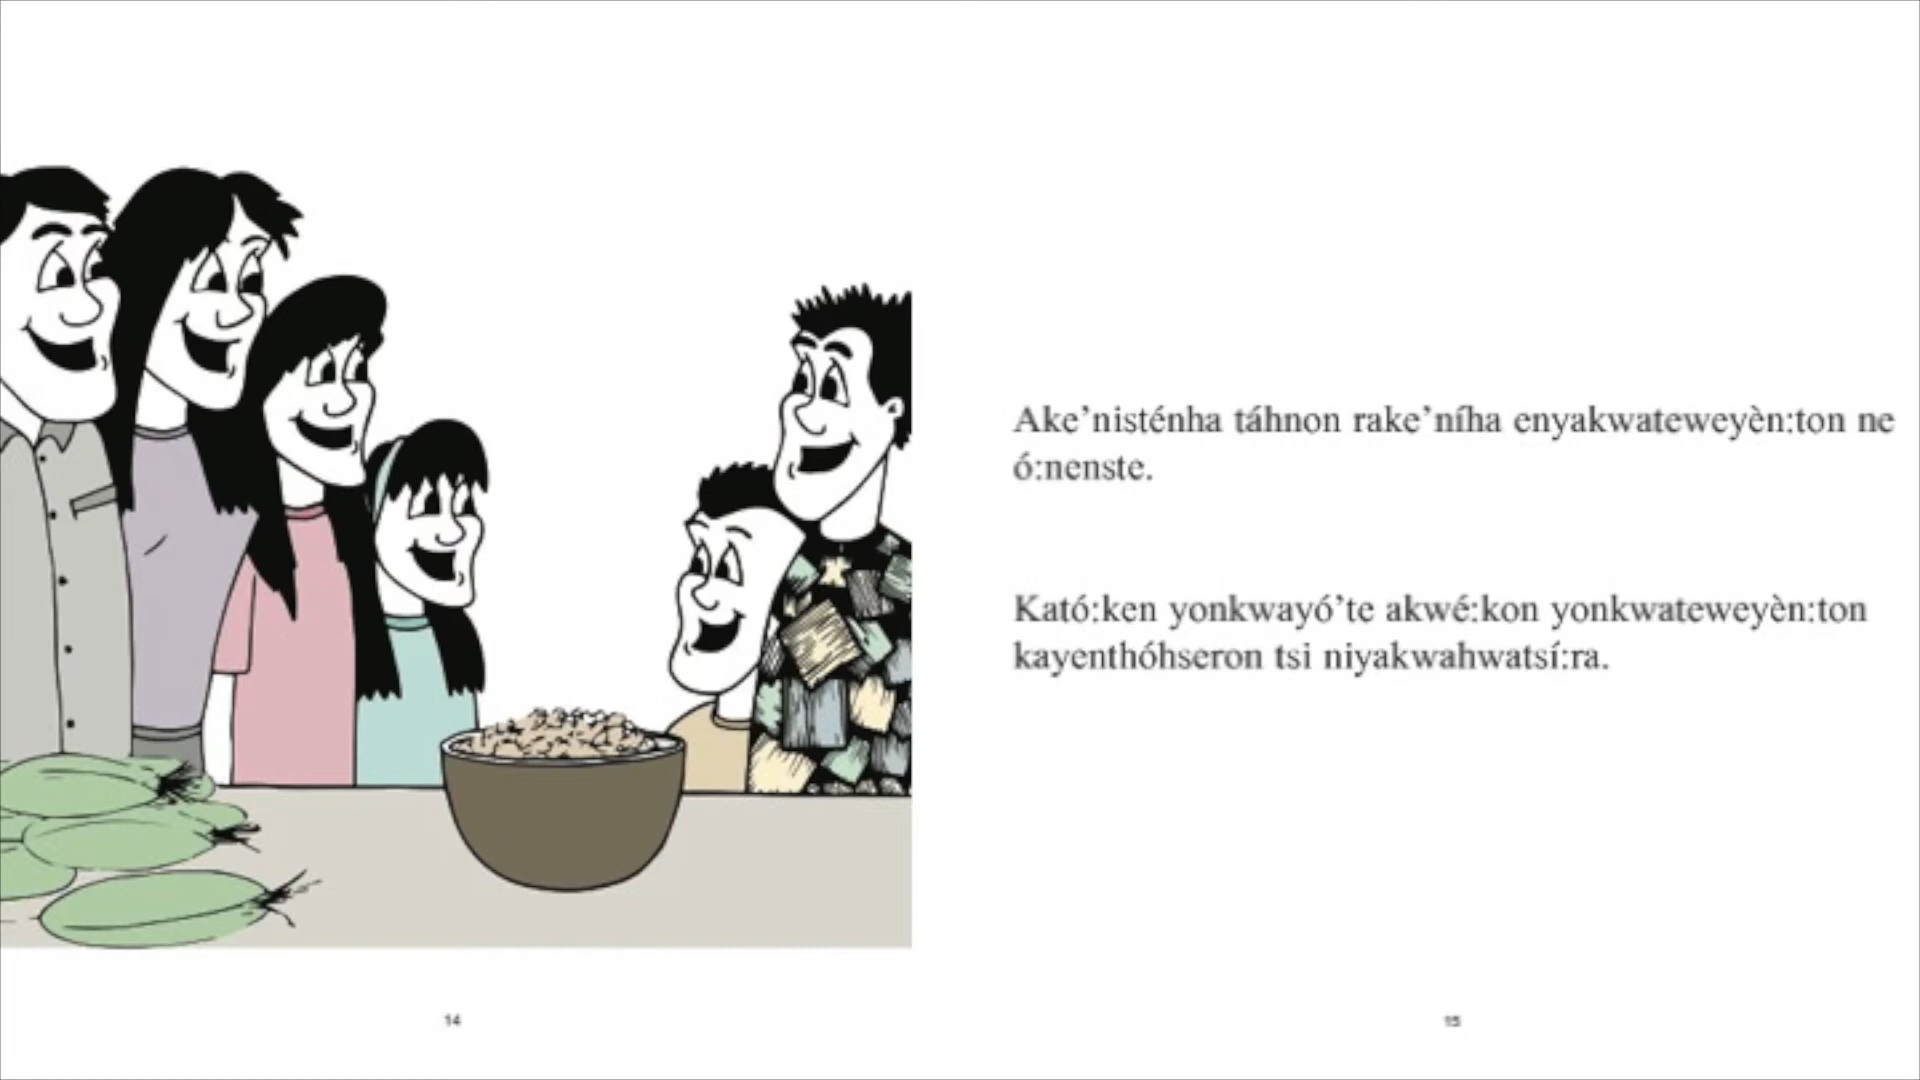 Ake’nisténha táhnon rake’níha enyakwateweyèn:ton ne
ó:nenste.
Kató:ken yonkwayó’te akwé:kon yonkwateweyèn:ton
kayenthóhseron tsi niyakwahwatsí:ra.
14
15